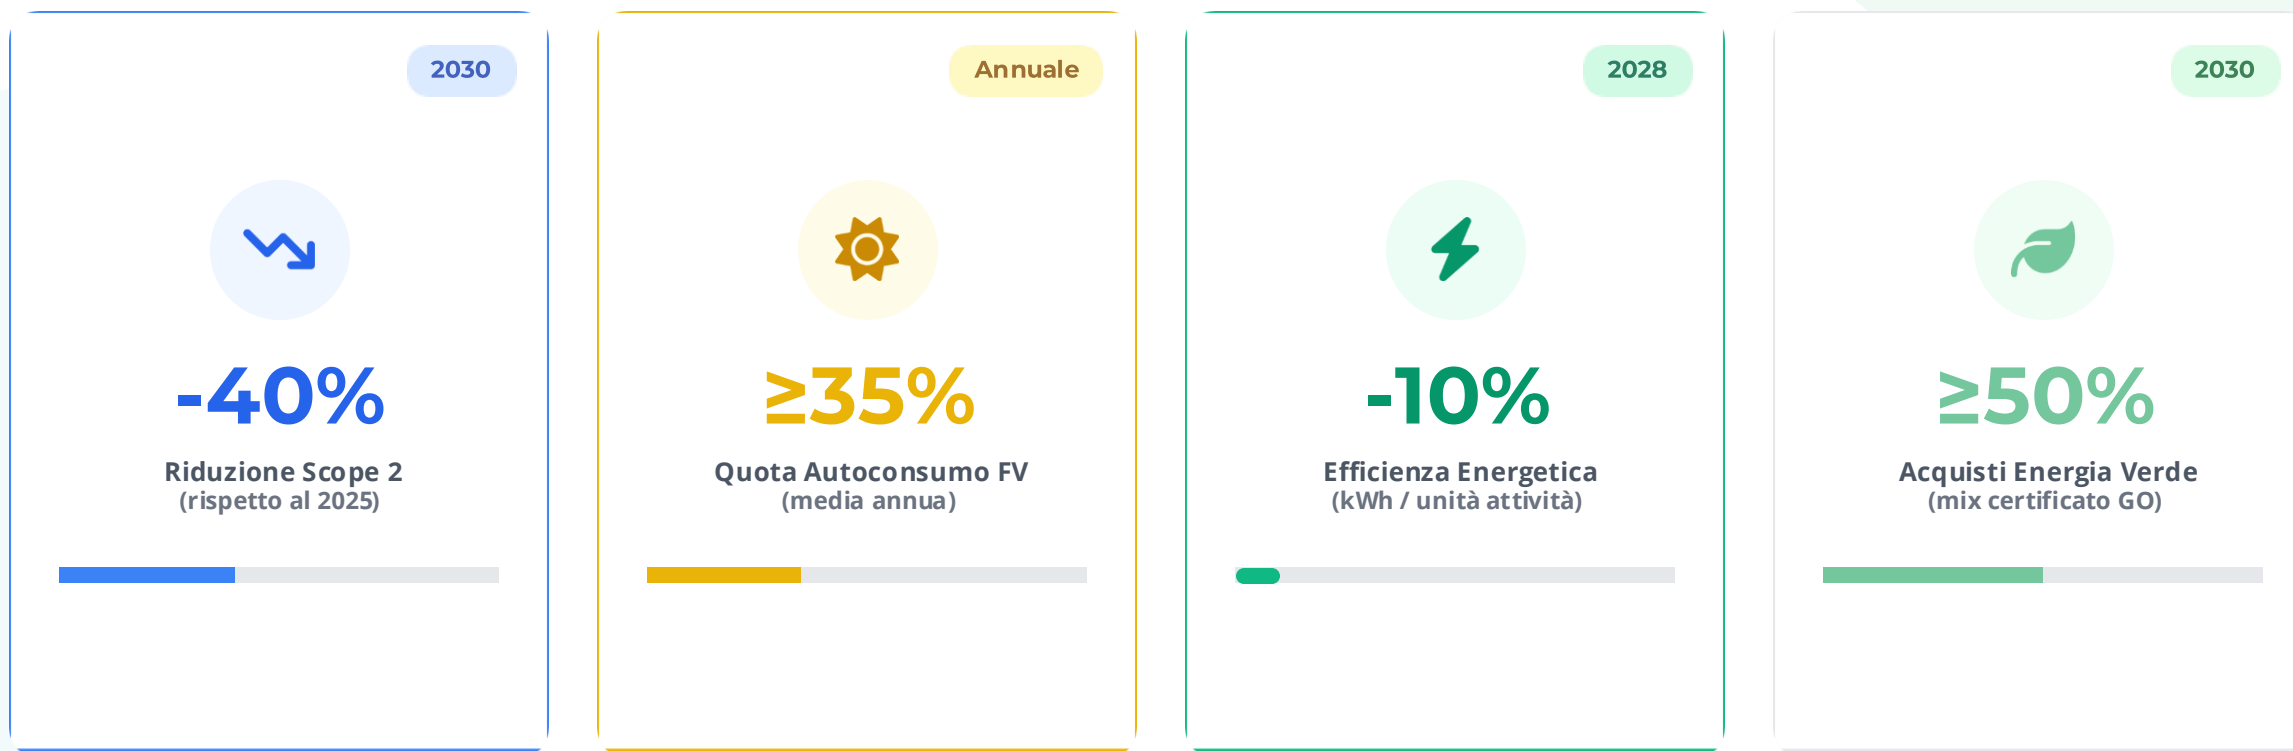 2030
-40%
Riduzione Scope 2
(rispetto al 2025)
Annuale
≥35%
Quota Autoconsumo FV
(media annua)
2028
-10%
Efficienza Energetica
(kWh / unità attività)
2030
≥50%
Acquisti Energia Verde
(mix certificato GO)